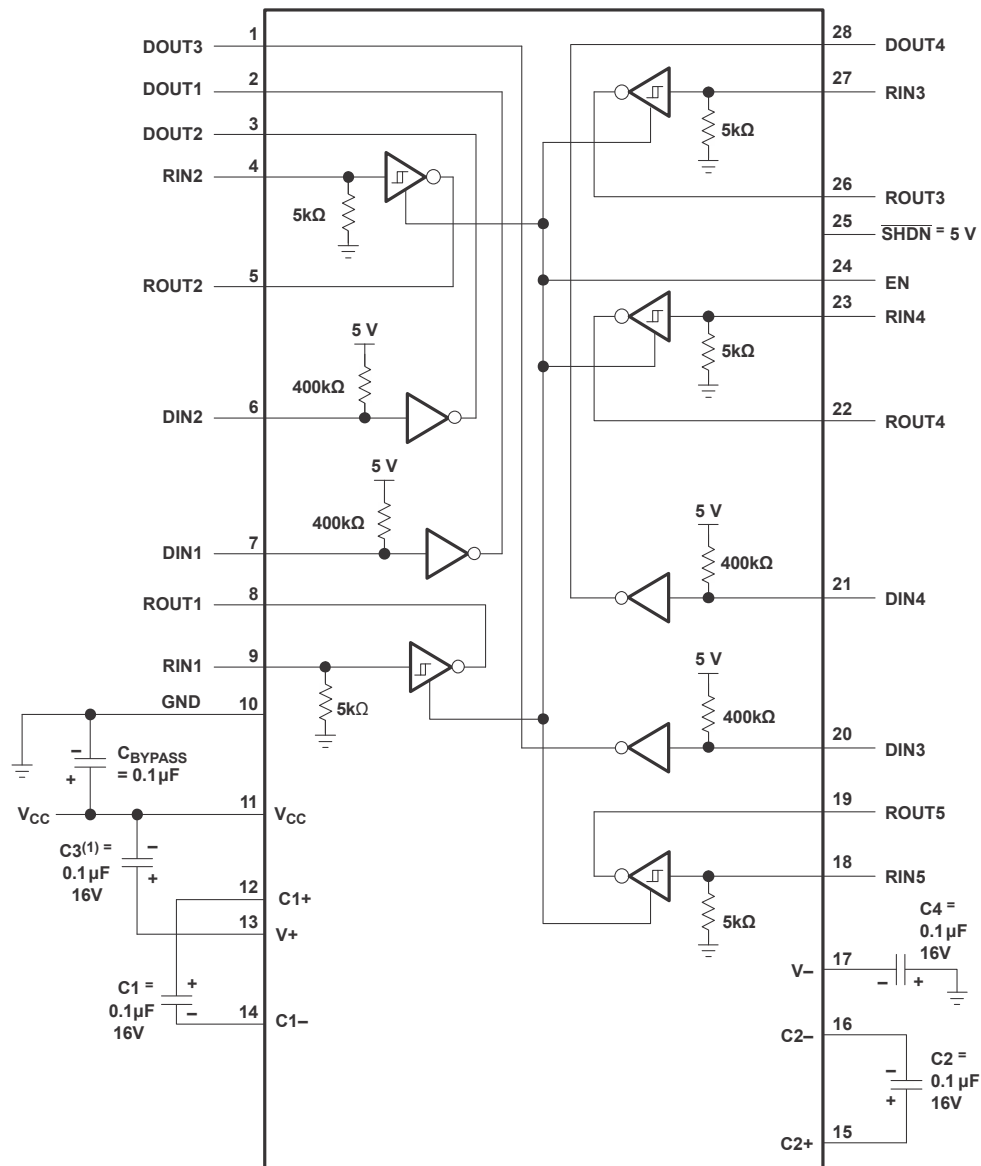 1
DOUT3
2
DOUT1
3
DOUT2
4
RIN2
5kΩ
5
ROUT2
5 V
400kΩ
6
DIN2
5 V
400kΩ
7
DIN1
8
ROUT1
9
RIN1
5kΩ
GND
10
CBYPASS
= 0.1µF
–
+
VCC
11
VCC
C3(1) =
0.1µF
16V
–
+
12
C1+
13
V+
C1 =
0.1µF
16V
+
–
14
C1–
28
DOUT4
27
RIN3
5kΩ
26
ROUT3
25
SHDN = 5 V
24
EN
23
RIN4
5kΩ
22
ROUT4
5 V
400kΩ
21
DIN4
5 V
400kΩ
20
DIN3
19
ROUT5
18
RIN5
5kΩ
C4 =
0.1µF
16V
17
V–
– +
16
C2–
C2 =
0.1µF
16V
–
+
15
C2+